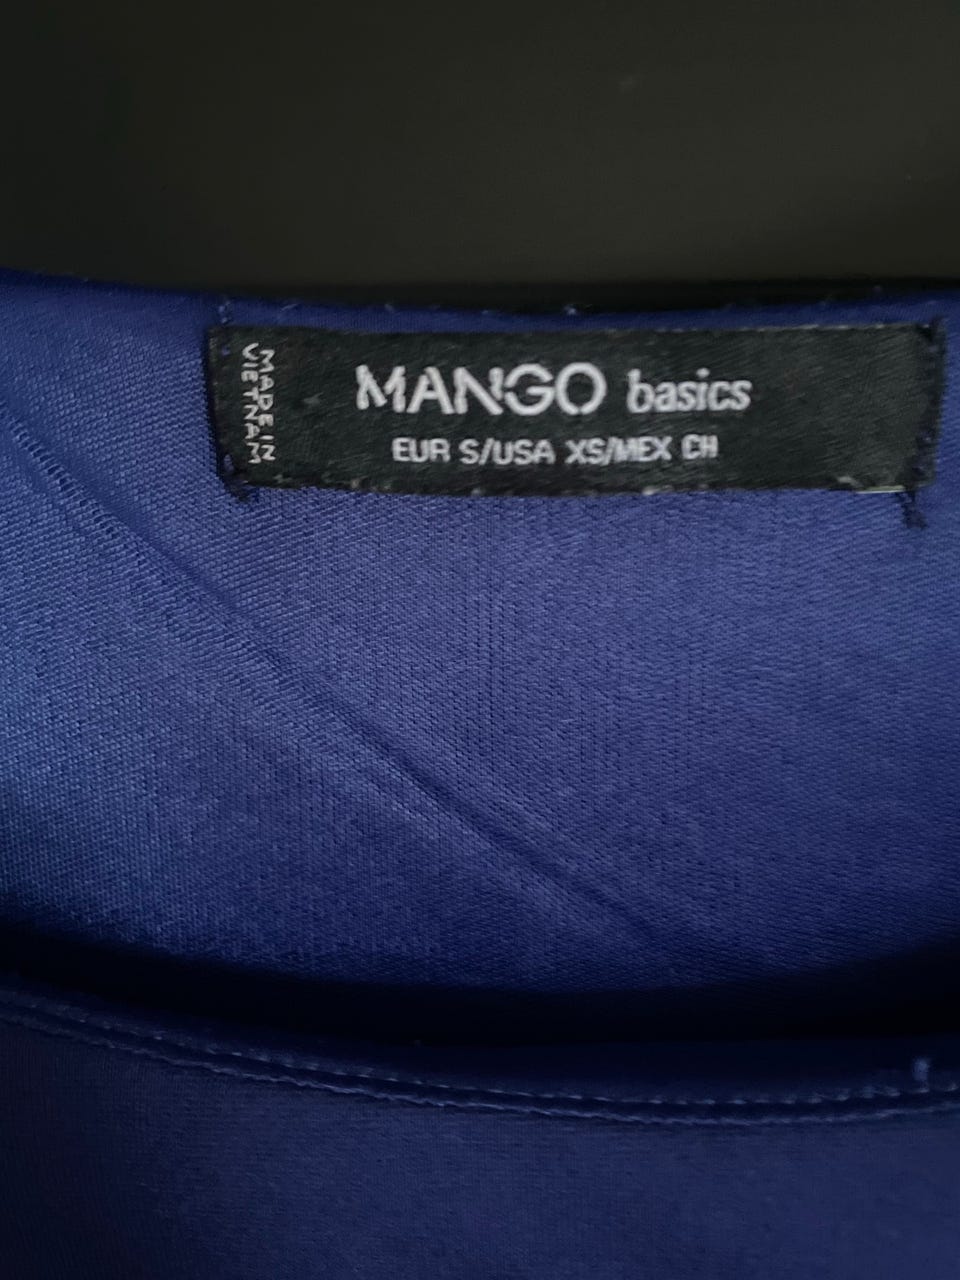 MADE IN
VIETNAM
MANGO basics
EUR S/USA XS/MEX CH